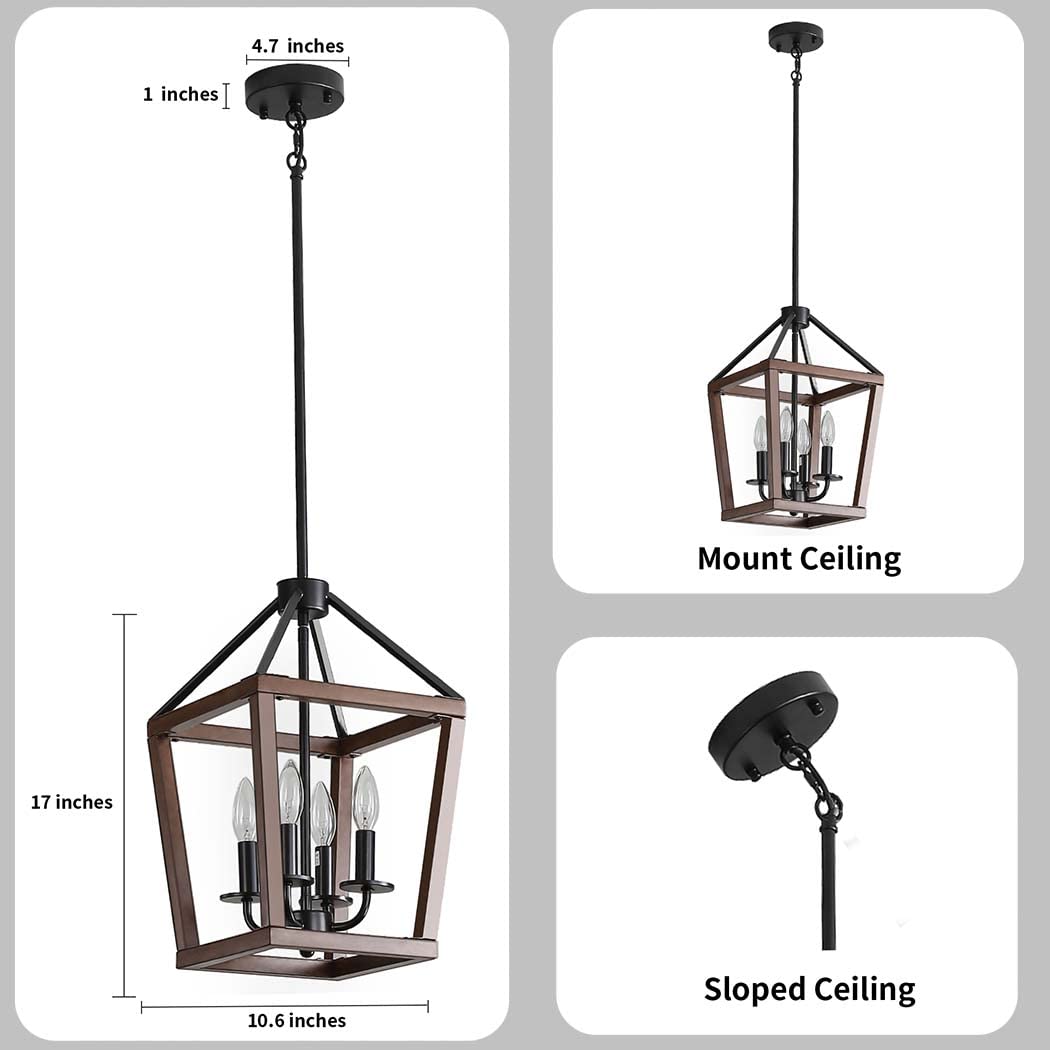 4.7 inches
1 inches
17 inches
10.6 inches
Mount Ceiling
Sloped Ceiling